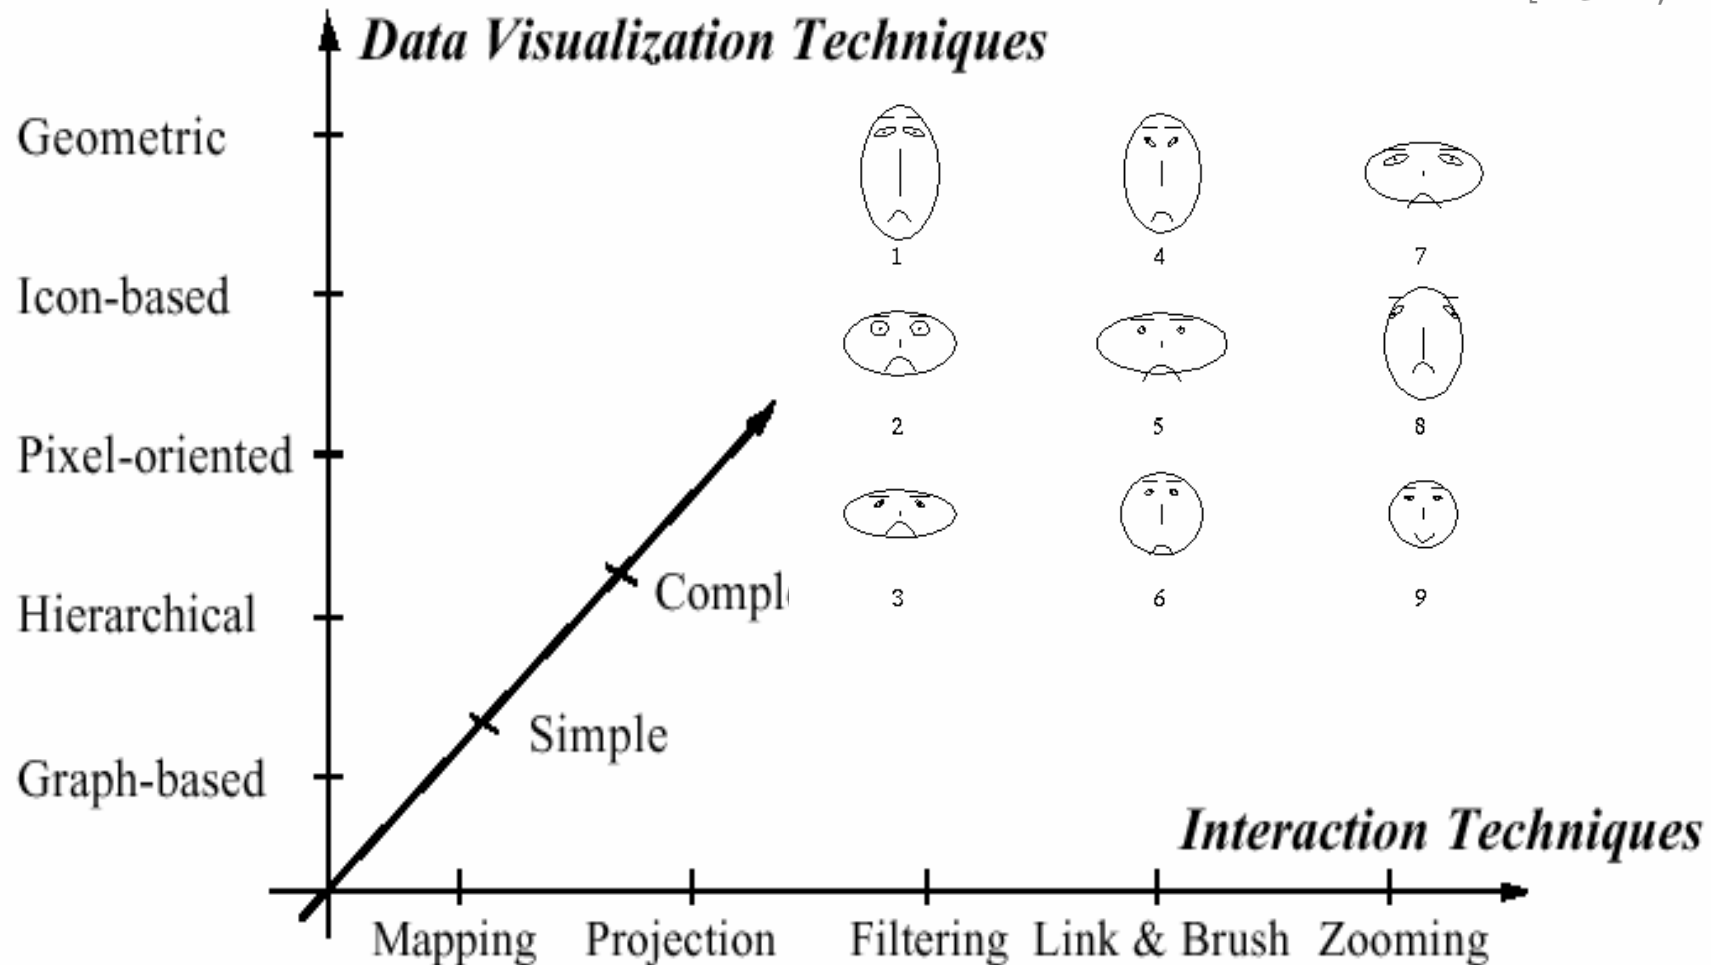 Data Visualization Techniques
Geometric
Icon-based
Pixel-oriented
Hierarchical
Graph-based
1 4 7
2 5 8
3 6 9
Compl
Simple
Interaction Techniques
Mapping Projection Filtering Link & Brush Zooming